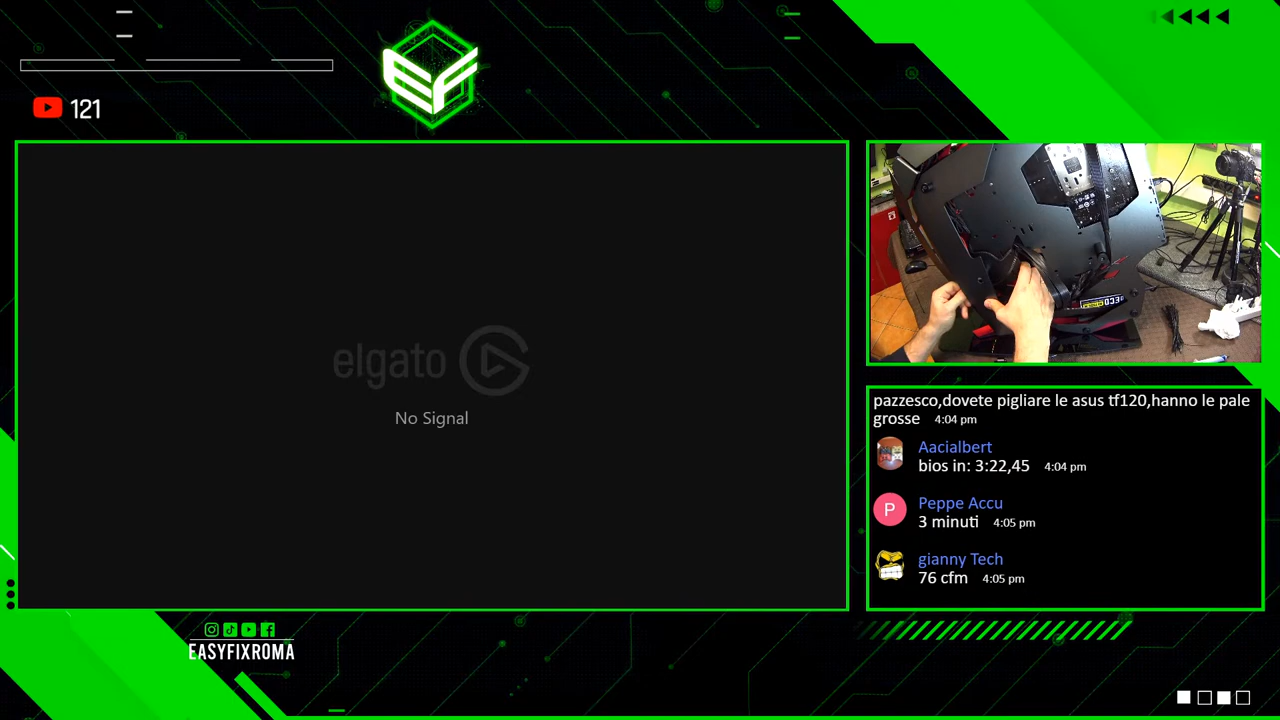 EF
121
elgato
No Signal
pazzesco,dovete pigliare le asus tf120,hanno le pale
grosse 4:04 pm
Aacialbert
bios in: 3:22,45 4:04 pm
P
Peppe Accu
3 minuti 4:05 pm
gianny Tech
76 cfm 4:05 pm
EASYFIXROMA